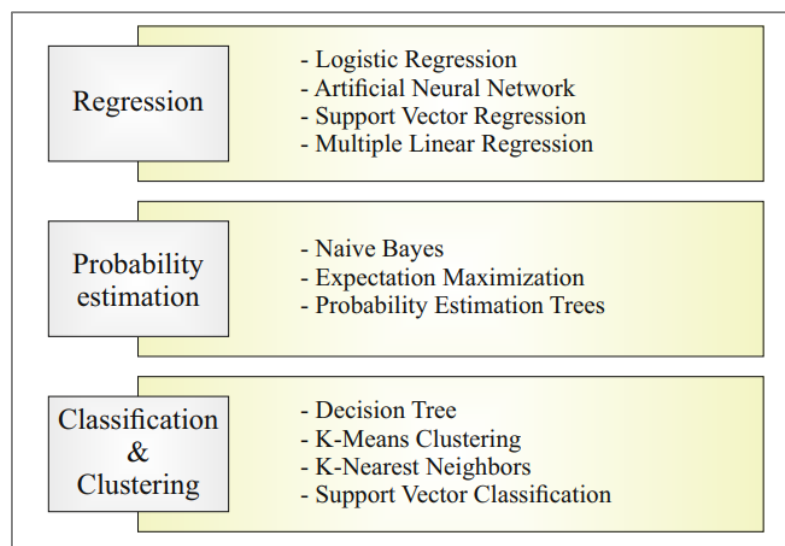 Regression
- Logistic Regression
- Artificial Neural Network
- Support Vector Regression
- Multiple Linear Regression
Probability
estimation
- Naive Bayes
- Expectation Maximization
- Probability Estimation Trees
Classification
&
Clustering
- Decision Tree
- K-Means Clustering
- K-Nearest Neighbors
- Support Vector Classification